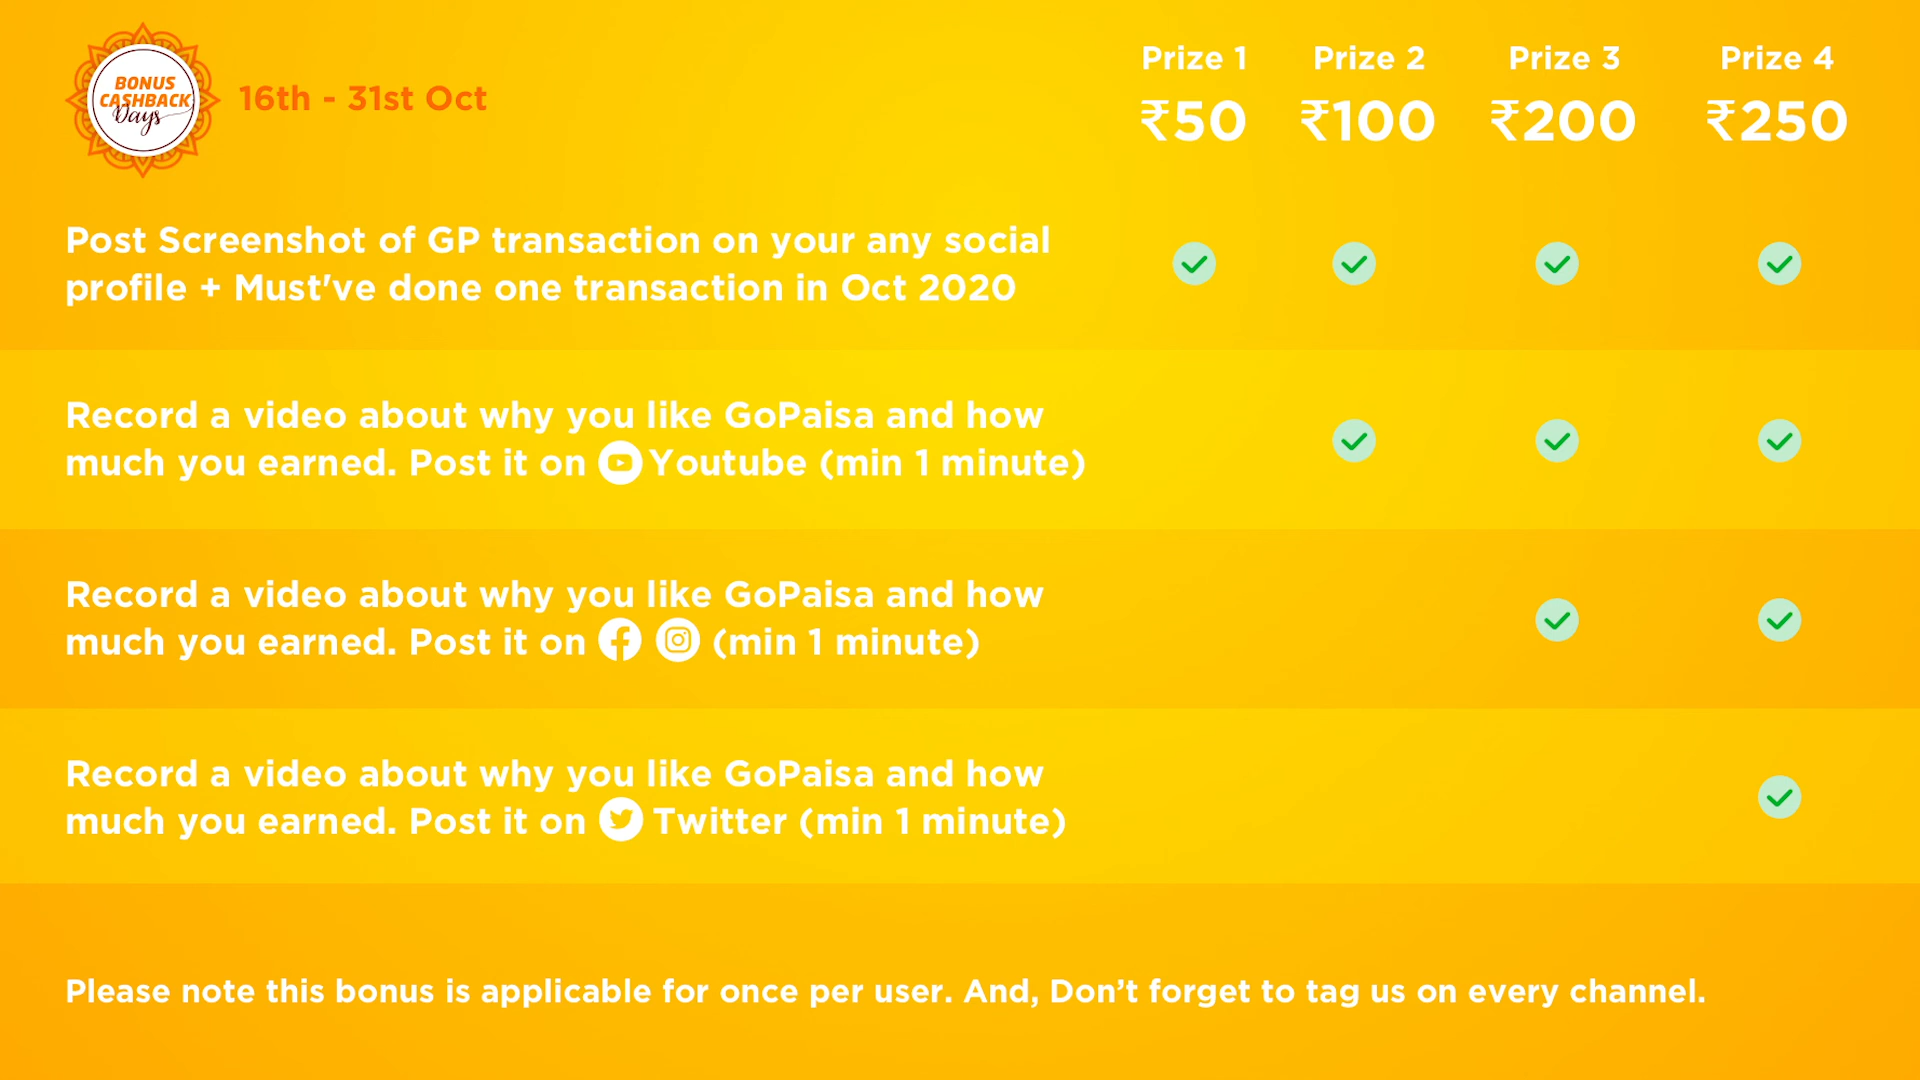 BONUS
CASHBACK
Days
16th - 31st Oct
Prize 1
₹50
Prize 2
₹100
Prize 3
₹200
Prize 4
₹250
Post Screenshot of GP transaction on your any social
profile + Must've done one transaction in Oct 2020
Record a video about why you like GoPaisa and how
much you earned. Post it on Youtube (min 1 minute)
Record a video about why you like GoPaisa and how
much you earned. Post it on (min 1 minute)
Record a video about why you like GoPaisa and how
much you earned. Post it on Twitter (min 1 minute)
Please note this bonus is applicable for once per user. And, Don’t forget to tag us on every channel.